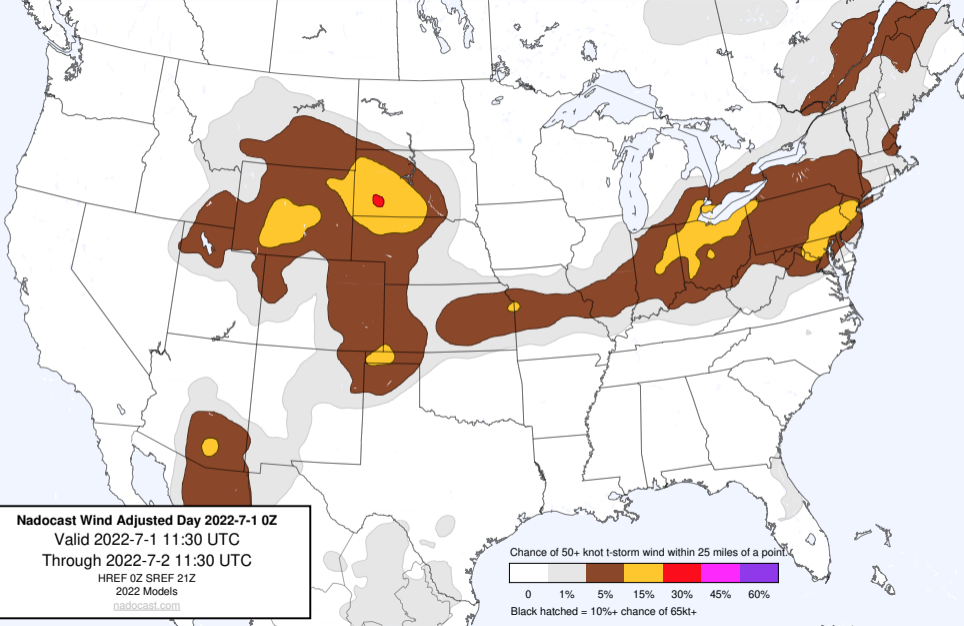 Nadocast Wind Adjusted Day 2022-7-1 0Z
Valid 2022-7-1 11:30 UTC
Through 2022-7-2 11:30 UTC
HREF 0Z SREF 21Z
2022 Models
nadocast.com
Chance of 50+ knot t-storm wind within 25 miles of a point.
0 1% 5% 15% 30% 45% 60%
Black hatched = 10%+ chance of 65kt+